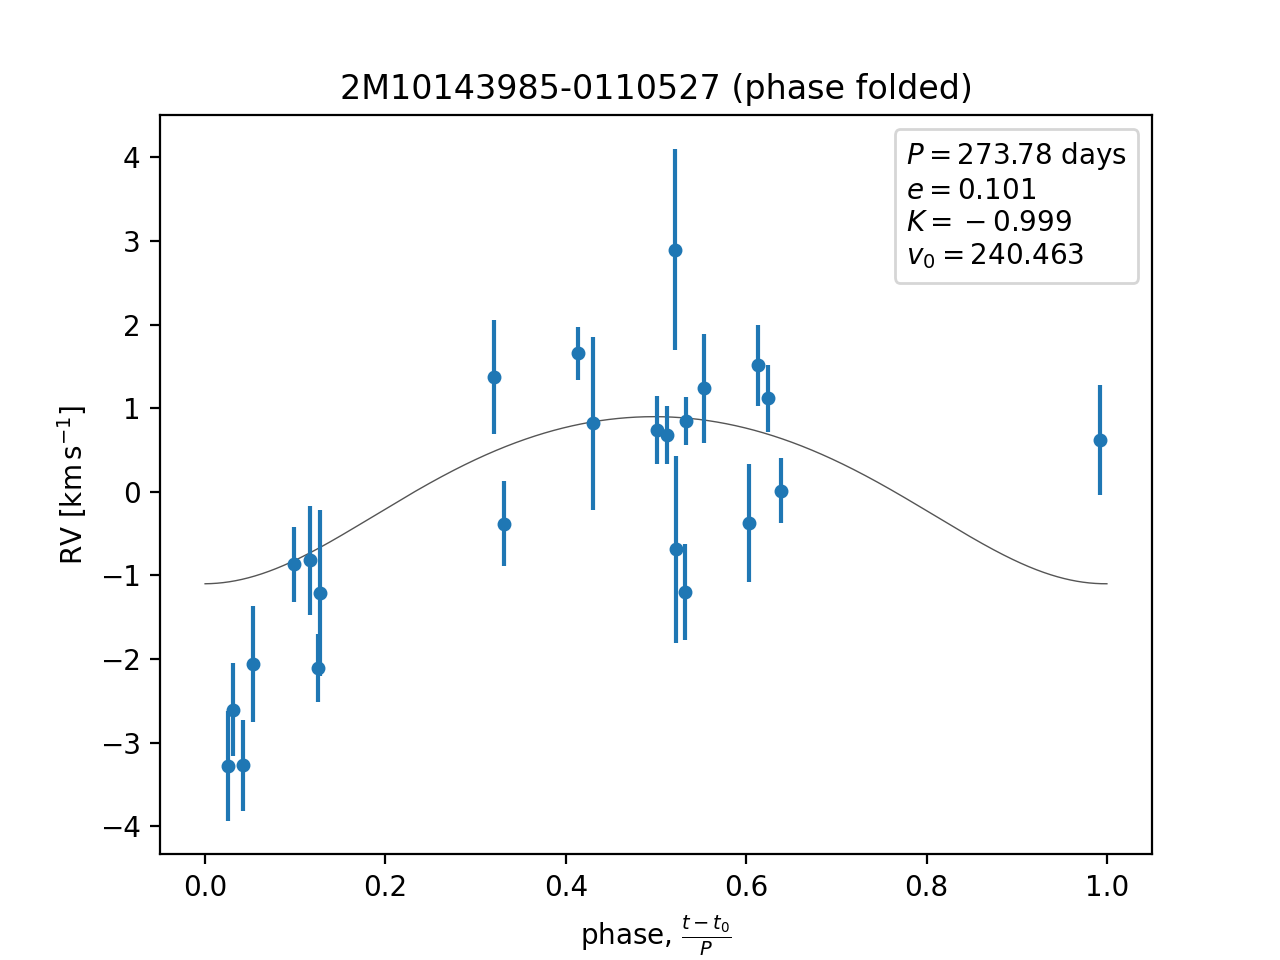 2M10143985-0110527 (phase folded)
P = 273.78 days
e = 0.101
K = −0.999
v₀ = 240.463
RV [km s⁻¹]
4
3
2
1
0
−1
−2
−3
−4
0.0 0.2 0.4 0.6 0.8 1.0
phase, (t − t₀)/P